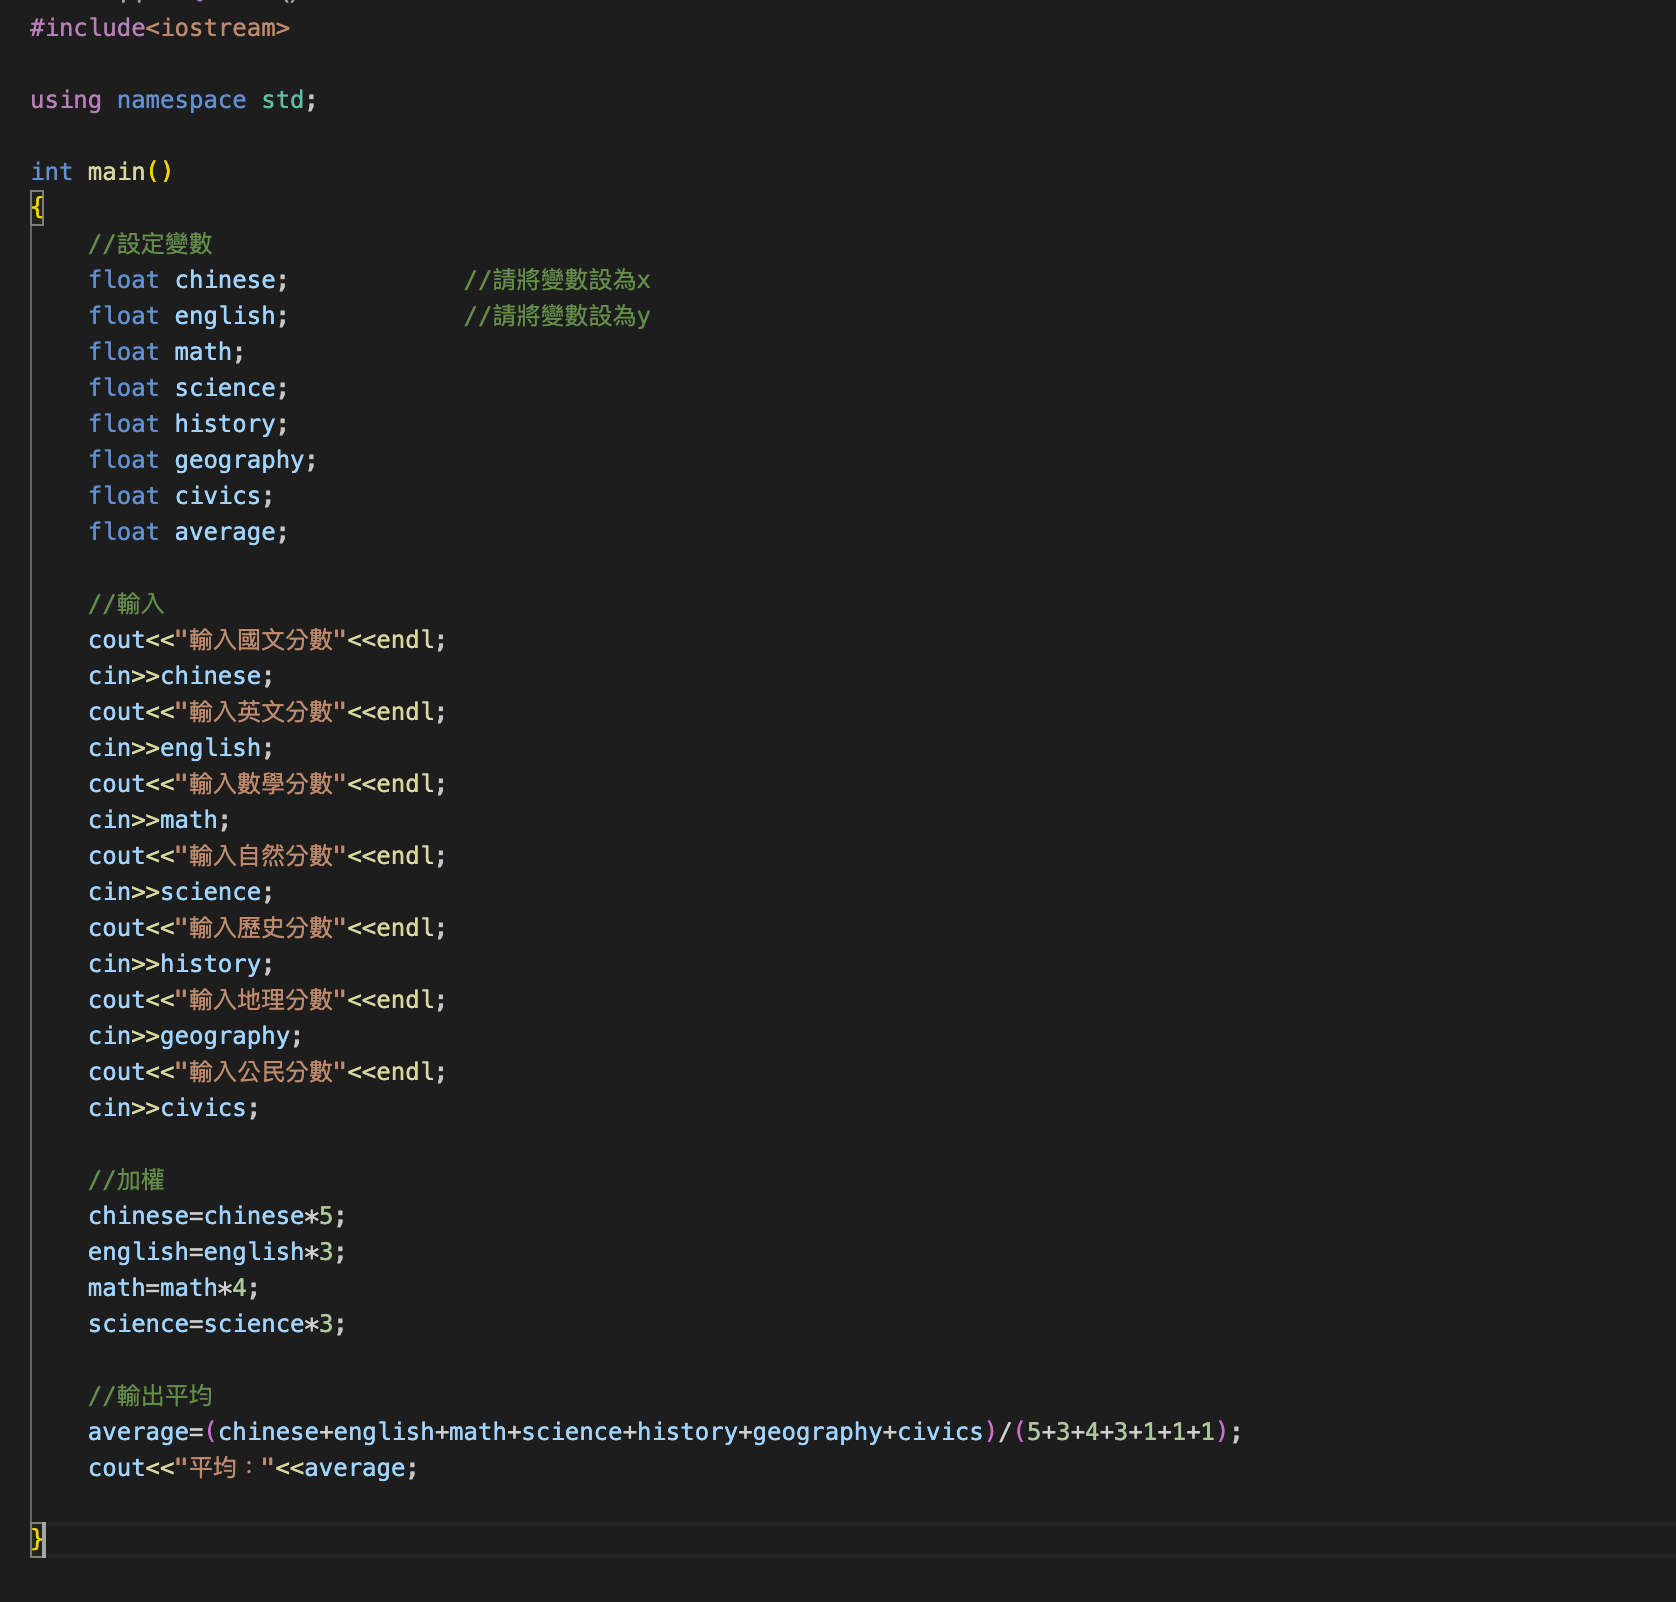 #include<iostream>
using namespace std;
int main()
{
//設定變數
float chinese; //請將變數設為x
float english; //請將變數設為y
float math;
float science;
float history;
float geography;
float civics;
float average;
//輸入
cout<<"輸入國文分數"<<endl;
cin>>chinese;
cout<<"輸入英文分數"<<endl;
cin>>english;
cout<<"輸入數學分數"<<endl;
cin>>math;
cout<<"輸入自然分數"<<endl;
cin>>science;
cout<<"輸入歷史分數"<<endl;
cin>>history;
cout<<"輸入地理分數"<<endl;
cin>>geography;
cout<<"輸入公民分數"<<endl;
cin>>civics;
//加權
chinese=chinese*5;
english=english*3;
math=math*4;
science=science*3;
//輸出平均
average=(chinese+english+math+science+history+geography+civics)/(5+3+4+3+1+1+1);
cout<<"平均："<<average;
}